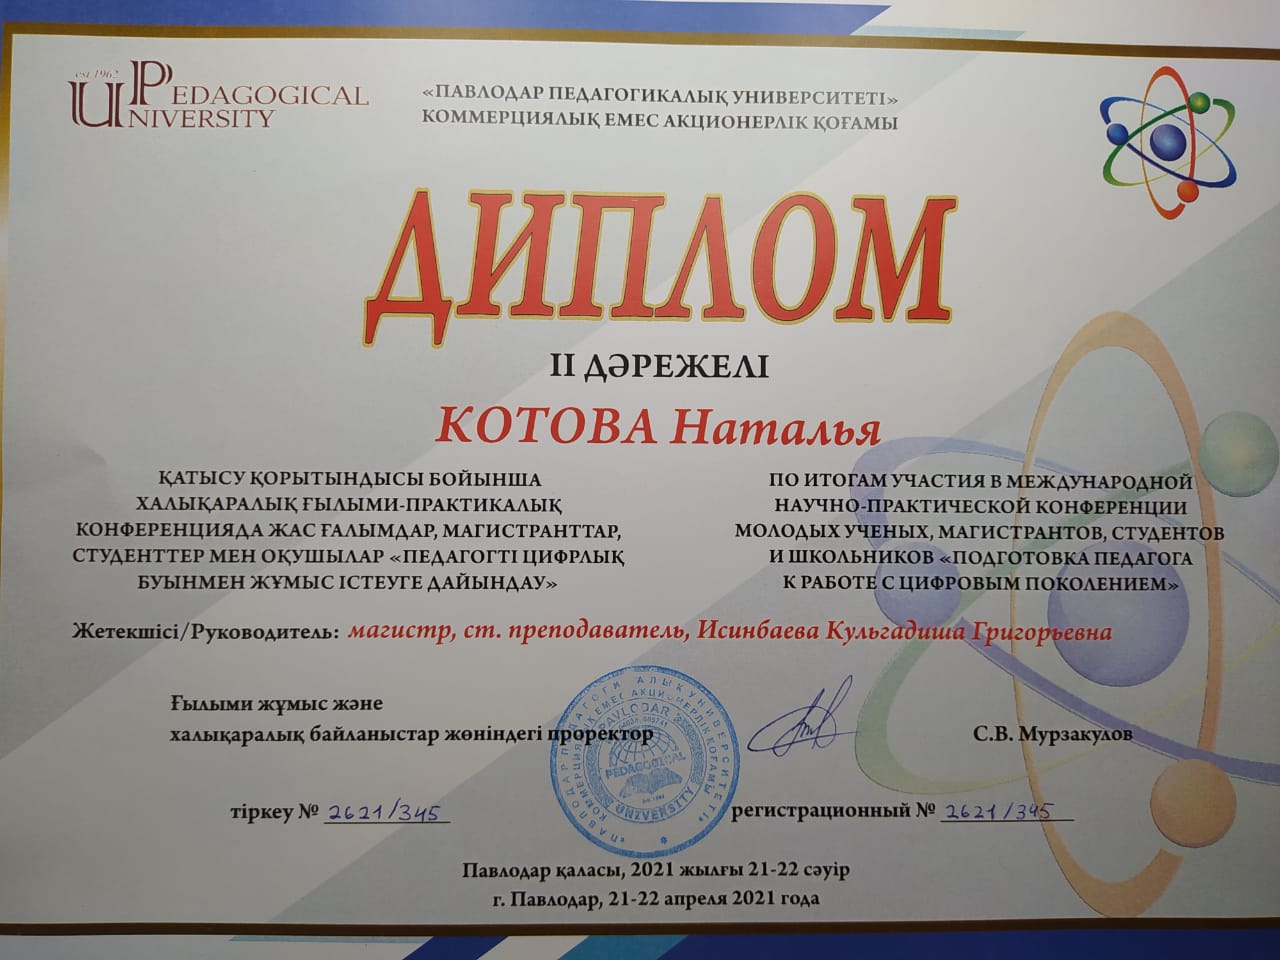 est.1962
PEDAGOGICAL
UNIVERSITY
«ПАВЛОДАР ПЕДАГОГИКАЛЫҚ УНИВЕРСИТЕТІ»
КОММЕРЦИЯЛЫҚ ЕМЕС АКЦИОНЕРЛІК ҚОҒАМЫ
ДИПЛОМ
II ДӘРЕЖЕЛІ
КОТОВА Наталья
ҚАТЫСУ ҚОРЫТЫНДЫСЫ БОЙЫНША
ХАЛЫҚАРАЛЫҚ ҒЫЛЫМИ-ПРАКТИКАЛЫҚ
КОНФЕРЕНЦИЯДА ЖАС ҒАЛЫМДАР, МАГИСТРАНТТАР,
СТУДЕНТТЕР МЕН ОҚУШЫЛАР «ПЕДАГОГТІ ЦИФРЛЫҚ
БУЫНМЕН ЖҰМЫС ІСТЕУГЕ ДАЙЫНДАУ»
ПО ИТОГАМ УЧАСТИЯ В МЕЖДУНАРОДНОЙ
НАУЧНО-ПРАКТИЧЕСКОЙ КОНФЕРЕНЦИИ
МОЛОДЫХ УЧЕНЫХ, МАГИСТРАНТОВ, СТУДЕНТОВ
И ШКОЛЬНИКОВ «ПОДГОТОВКА ПЕДАГОГА
К РАБОТЕ С ЦИФРОВЫМ ПОКОЛЕНИЕМ»
Жетекшісі/Руководитель: магистр, ст. преподаватель, Исинбаева Кульгадиша Григорьевна
Ғылыми жұмыс және
халықаралық байланыстар жөніндегі проректор
С.В. Мурзакулов
PAVLODAR
PEDAGOGICAL
UNIVERSITY
тіркеу № 2621/345
регистрационный № 2621/345
Павлодар қаласы, 2021 жылғы 21-22 сәуір
г. Павлодар, 21-22 апреля 2021 года